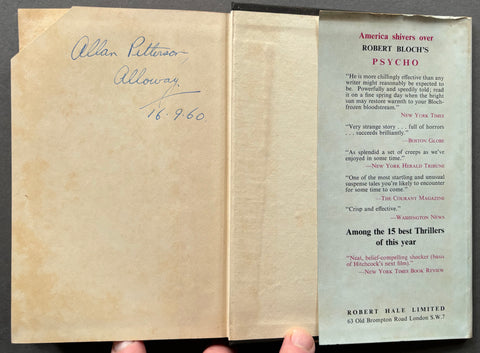 Allan Pitterson,
Alloway
16.9.60
America shivers over
ROBERT BLOCH'S
PSYCHO
"He is more chillingly effective than any
writer might reasonably be expected to
be. Powerfully and speedily told; read
it on a fine spring day when the bright
sun may restore warmth to your Bloch-
frozen bloodstream."
NEW YORK TIMES
"Very strange story . . . full of horrors
. . . succeeds brilliantly."
—BOSTON GLOBE
"As splendid a set of creeps as we've
enjoyed in some time."
—NEW YORK HERALD TRIBUNE
"One of the most startling and unusual
suspense tales you're likely to encounter
for some time to come."
—THE COURANT MAGAZINE
"Crisp and effective."
—WASHINGTON NEWS
Among the 15 best Thrillers
of this year
"Neat, belief-compelling shocker (basis
of Hitchcock's next film)."
—NEW YORK TIMES BOOK REVIEW
ROBERT HALE LIMITED
63 Old Brompton Road London S.W.7